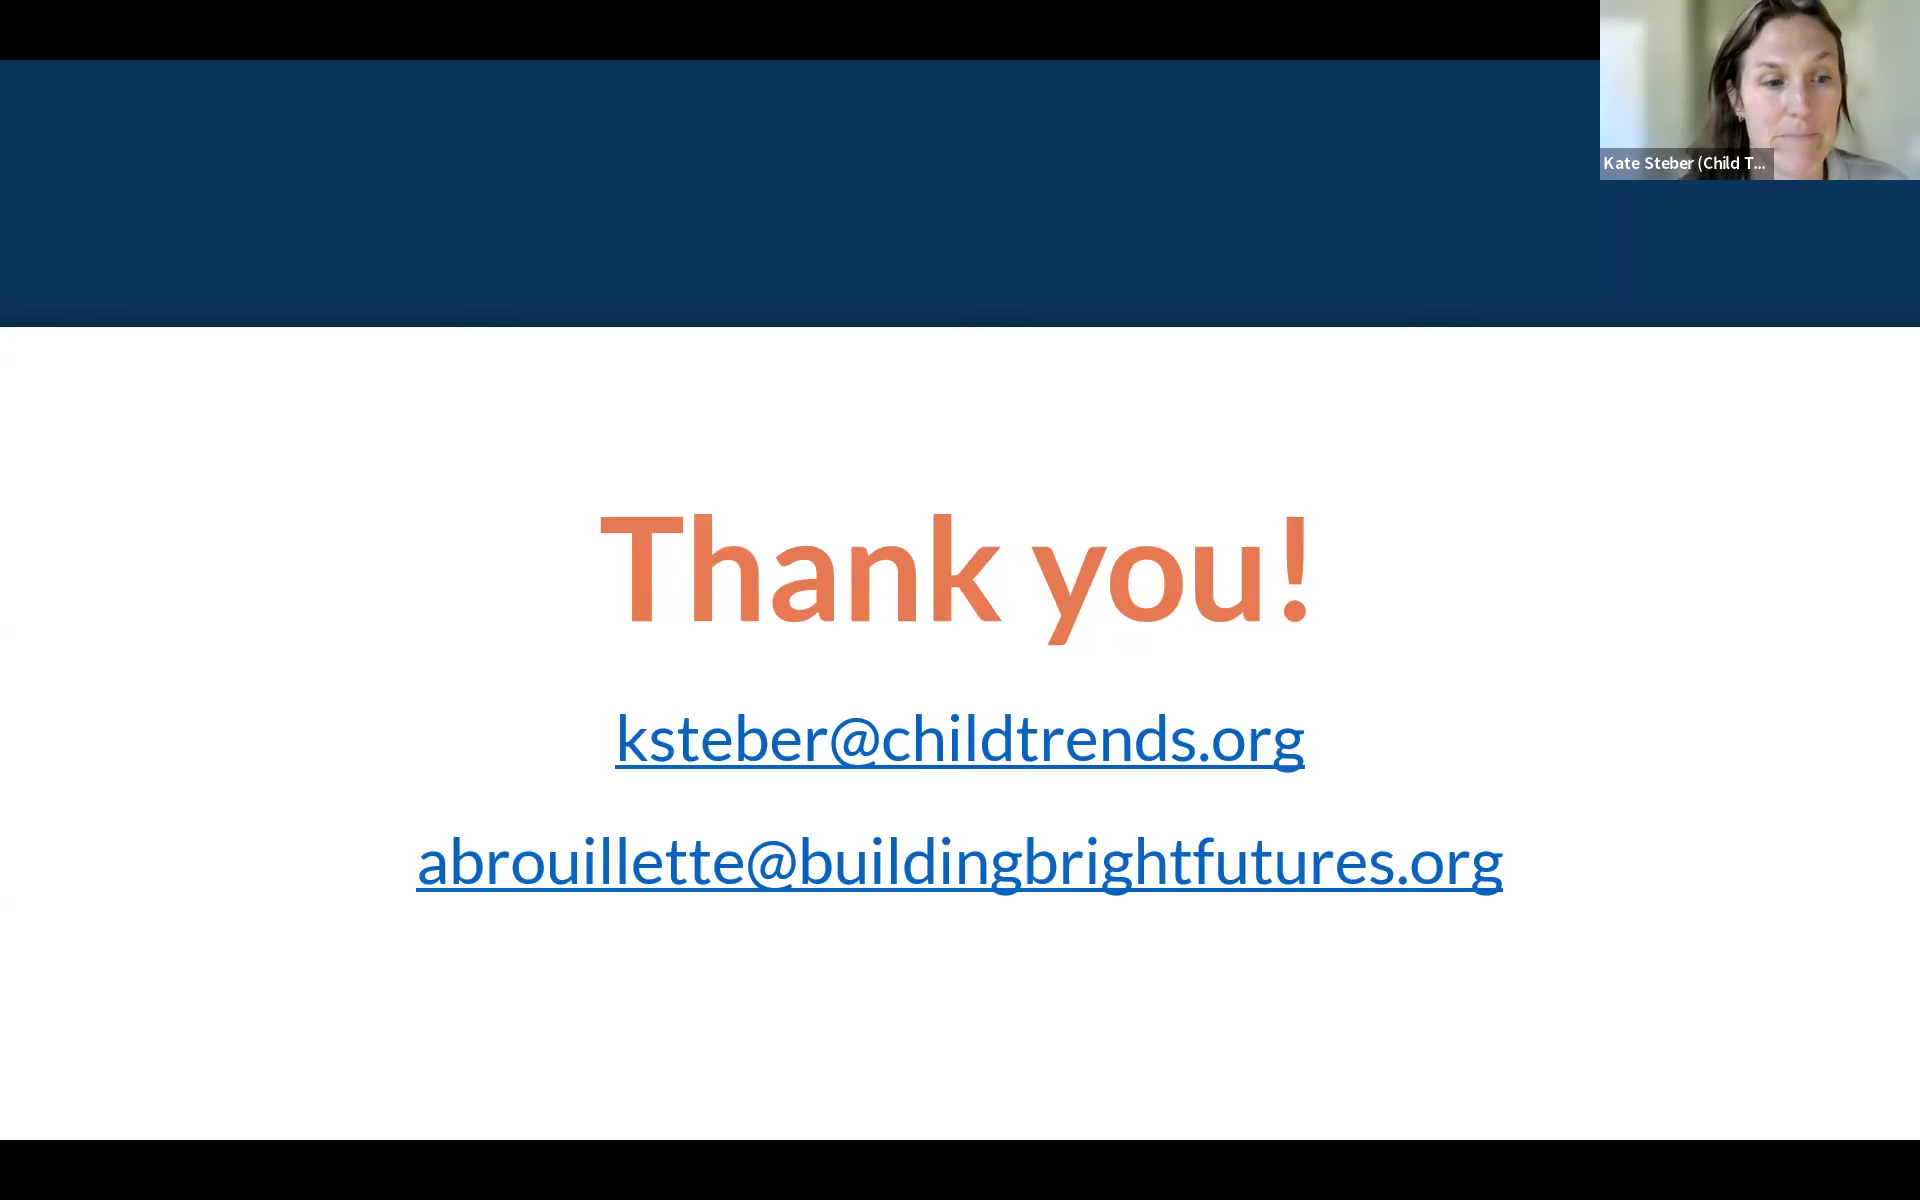 Kate Steber (Child T...
Thank you!
ksteber@childtrends.org
abrouillette@buildingbrightfutures.org